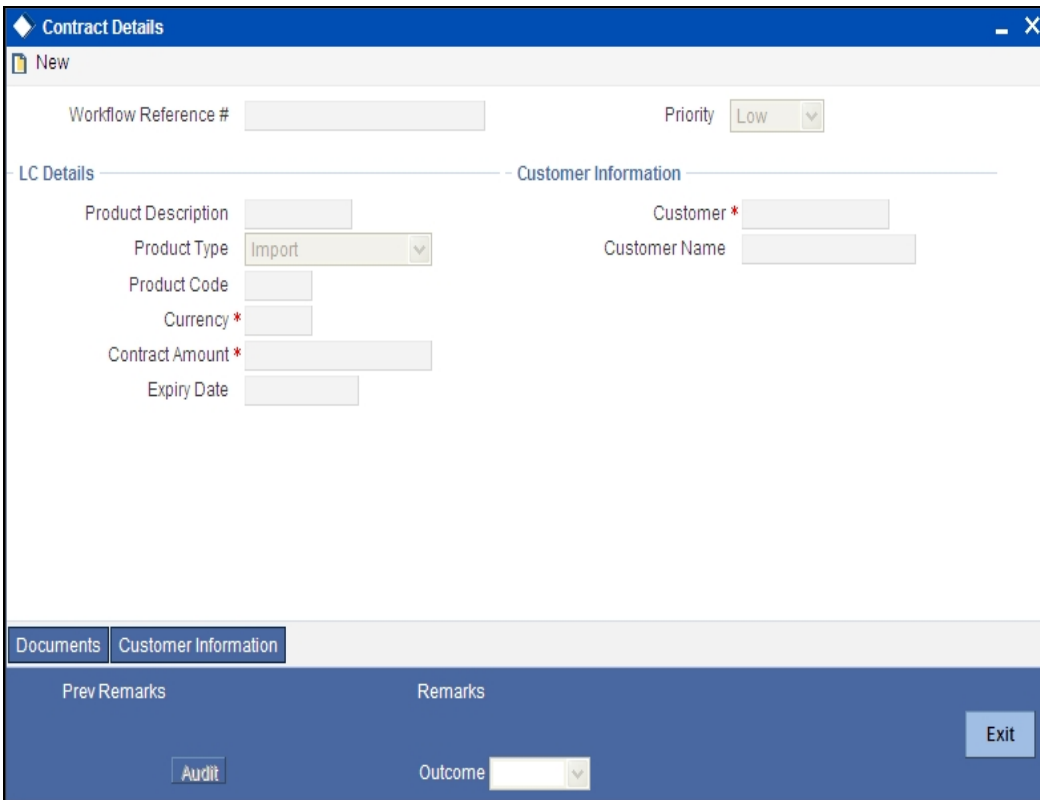 Contract Details
New
Workflow Reference #
Priority Low
LC Details
Product Description
Product Type Import
Product Code
Currency *
Contract Amount *
Expiry Date
Customer Information
Customer *
Customer Name
Documents Customer Information
Prev Remarks Remarks
Exit
Audit Outcome